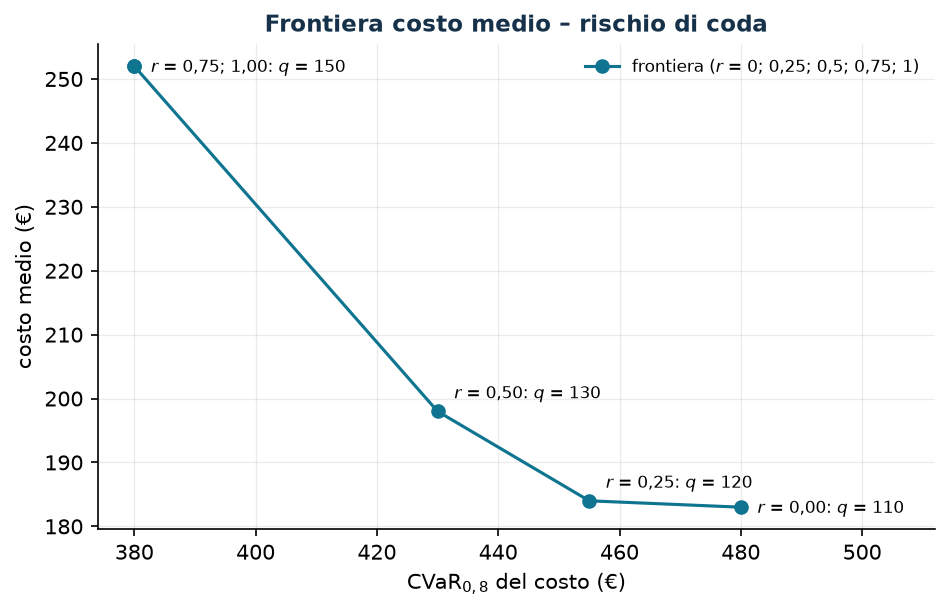 Frontiera costo medio – rischio di coda
r = 0,75; 1,00: q = 150
frontiera (r = 0; 0,25; 0,5; 0,75; 1)
250
240
230
220
210
200
190
180
costo medio (€)
r = 0,50: q = 130
r = 0,25: q = 120
r = 0,00: q = 110
380 400 420 440 460 480 500
CVaR0,8 del costo (€)